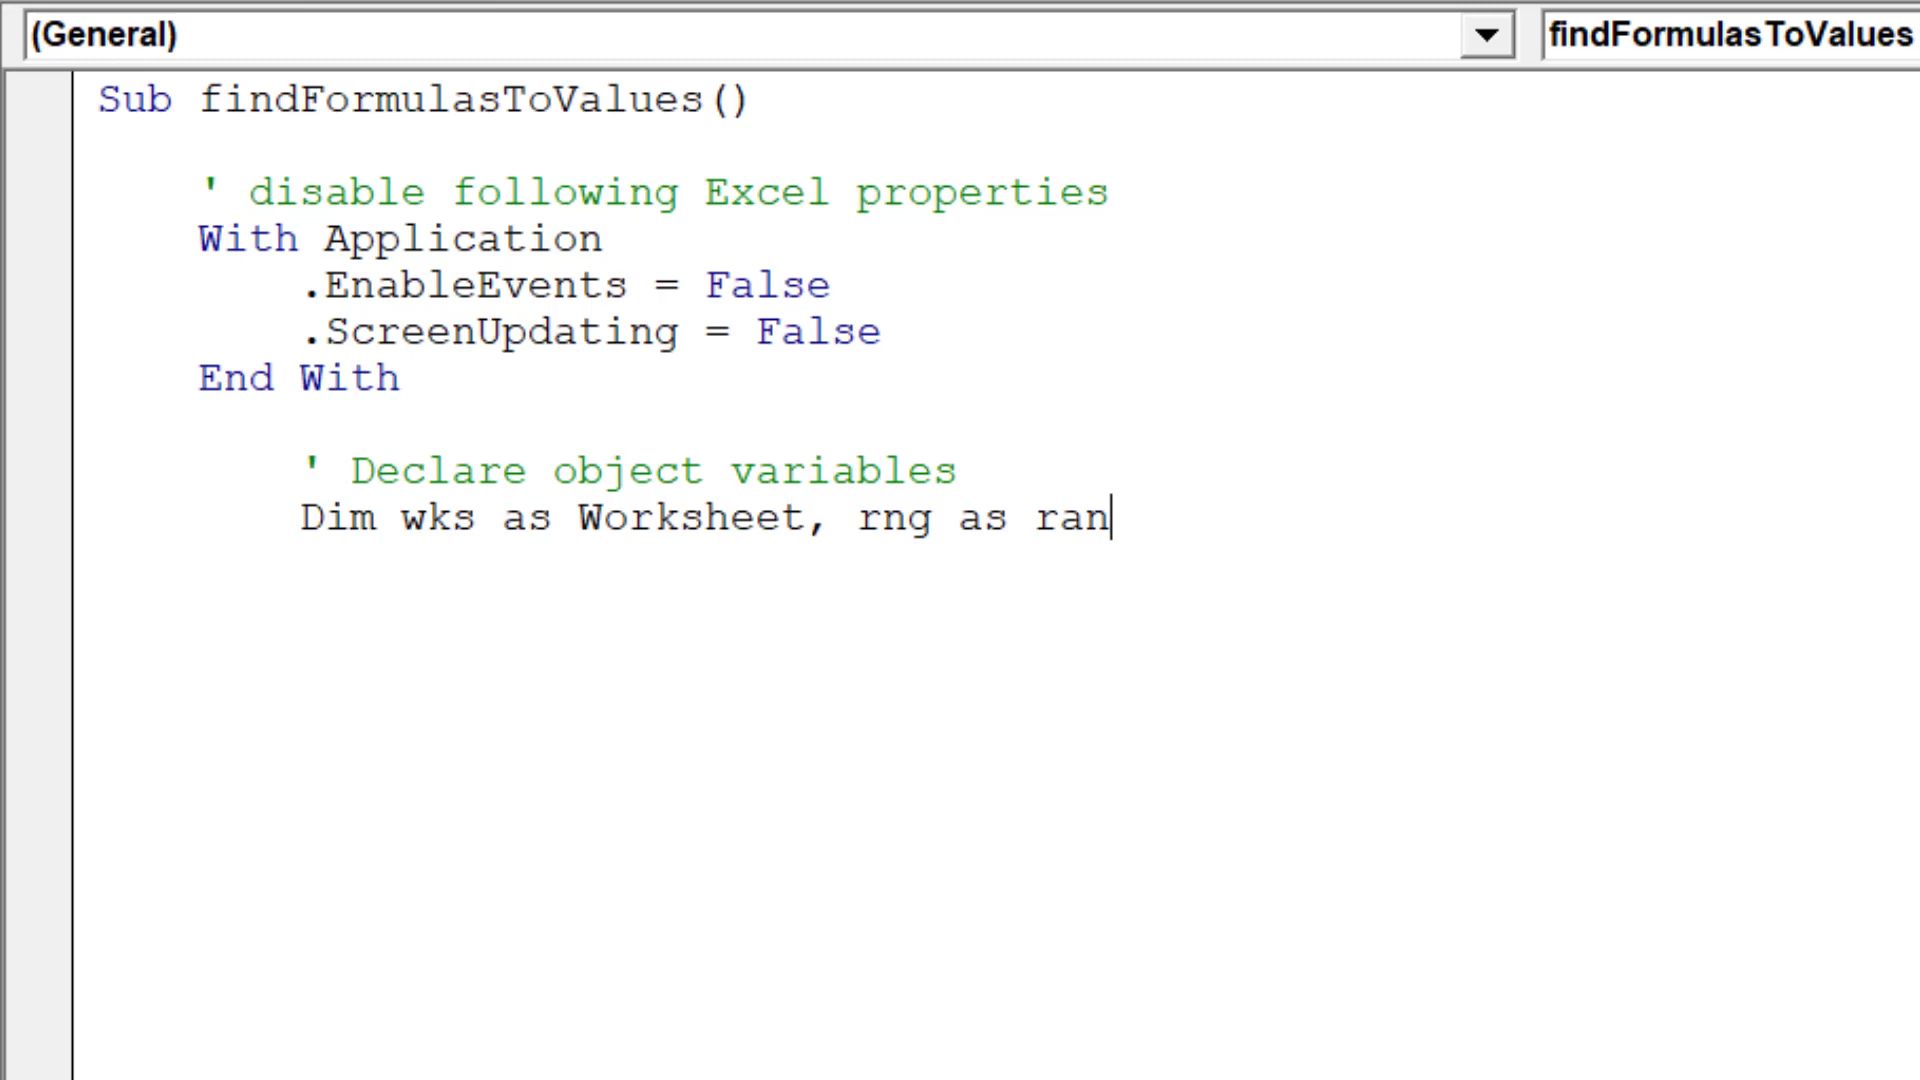 (General)
findFormulasToValues
Sub findFormulasToValues()
' disable following Excel properties
With Application
.EnableEvents = False
.ScreenUpdating = False
End With
' Declare object variables
Dim wks as Worksheet, rng as ran